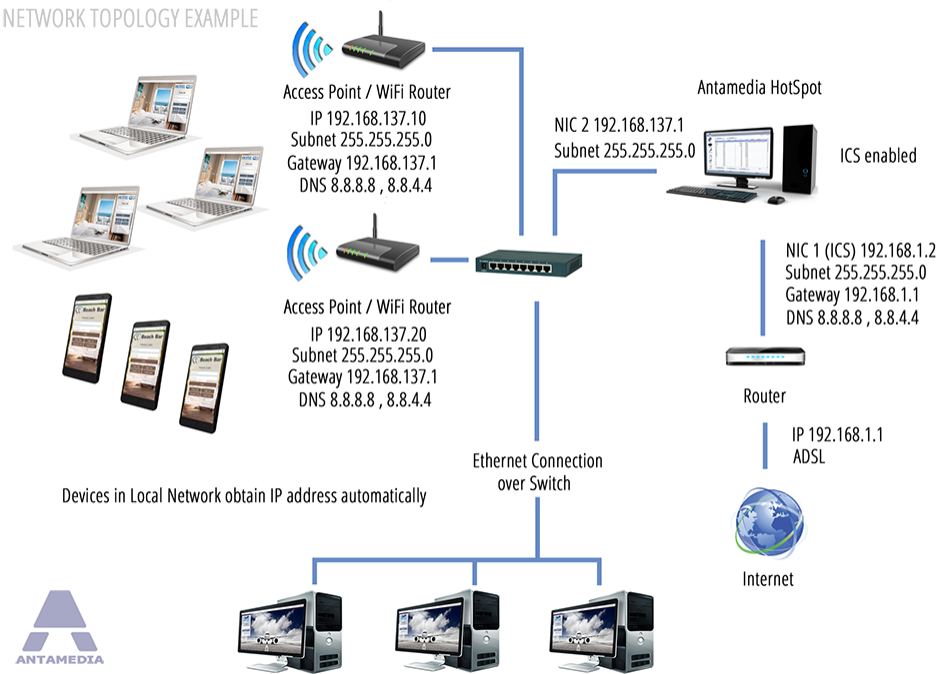 NETWORK TOPOLOGY EXAMPLE
Access Point / WiFi Router
IP 192.168.137.10
Subnet 255.255.255.0
Gateway 192.168.137.1
DNS 8.8.8.8 , 8.8.4.4
Access Point / WiFi Router
IP 192.168.137.20
Subnet 255.255.255.0
Gateway 192.168.137.1
DNS 8.8.8.8 , 8.8.4.4
Antamedia HotSpot
NIC 2 192.168.137.1
Subnet 255.255.255.0
ICS enabled
NIC 1 (ICS) 192.168.1.2
Subnet 255.255.255.0
Gateway 192.168.1.1
DNS 8.8.8.8 , 8.8.4.4
Router
IP 192.168.1.1
ADSL
Internet
Beach Bar
Beach Bar
Beach Bar
Ethernet Connection
over Switch
Devices in Local Network obtain IP address automatically
ANTAMEDIA